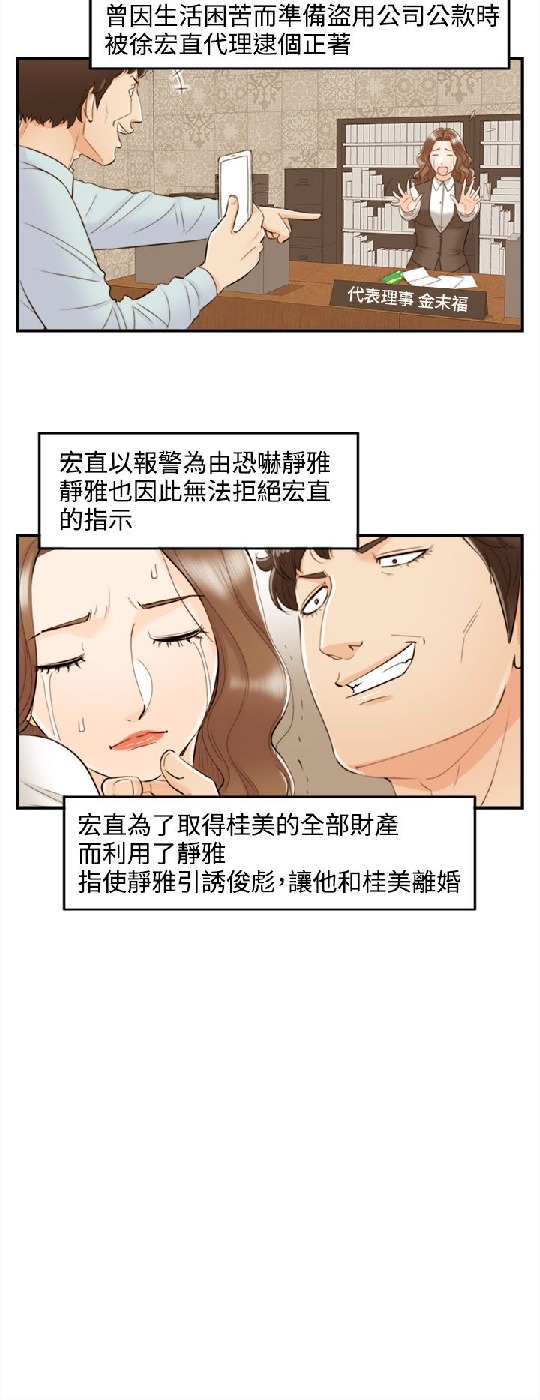 曾因生活困苦而準備盜用公司公款時
被徐宏直代理逮個正著
代表理事 金末福
宏直以報警為由恐嚇靜雅
靜雅也因此無法拒絕宏直
的指示
宏直為了取得桂美的全部財產
而利用了靜雅
指使靜雅引誘俊彪，讓他和桂美離婚